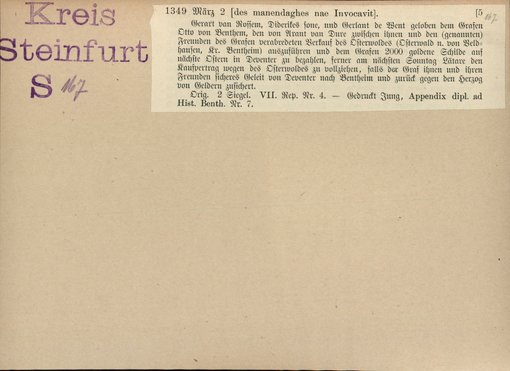 Kreis
Steinfurt
S 167
1349 März 2 [des manendaghes nae Invocavit]. [5
167.
Gerart van Rossem, Diderikes sone, und Gerlant de Went geloben dem Grafen
Otto von Benthem, den von Arant van Dure zwischen ihnen und den (genannten)
Freunden des Grafen verabredeten Verkauf des Osterwoldes (Osterwald n. von Veld-
hausen, Kr. Bentheim) auszuführen und dem Grafen 2000 goldene Schilde auf
nächste Ostern in Deventer zu bezahlen, ferner am nächsten Sonntag Lätare den
Kaufvertrag wegen des Osterwoldes zu vollziehen, falls der Graf ihnen und ihren
Freunden sicheres Geleit von Deventer nach Bentheim und zurück gegen den Herzog
von Geldern zusichert.
Orig. 2 Siegel. VII. Rep. Nr. 4. — Gedruckt Jung, Appendix dipl. ad
Hist. Benth. Nr. 7.